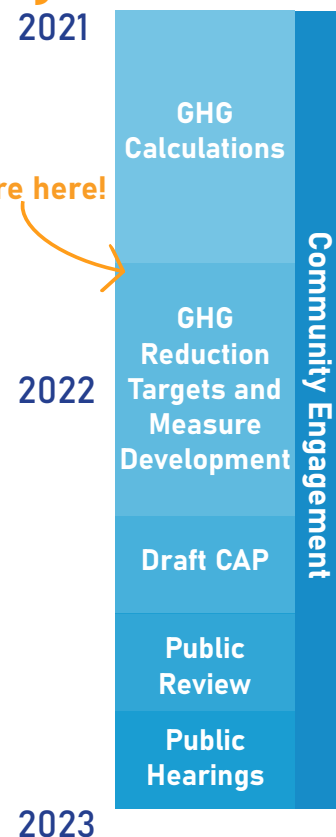 2021
GHG
Calculations
re here!
GHG
Reduction
Targets and
Measure
Development
2022
Draft CAP
Public
Review
Public
Hearings
2023
Community Engagement